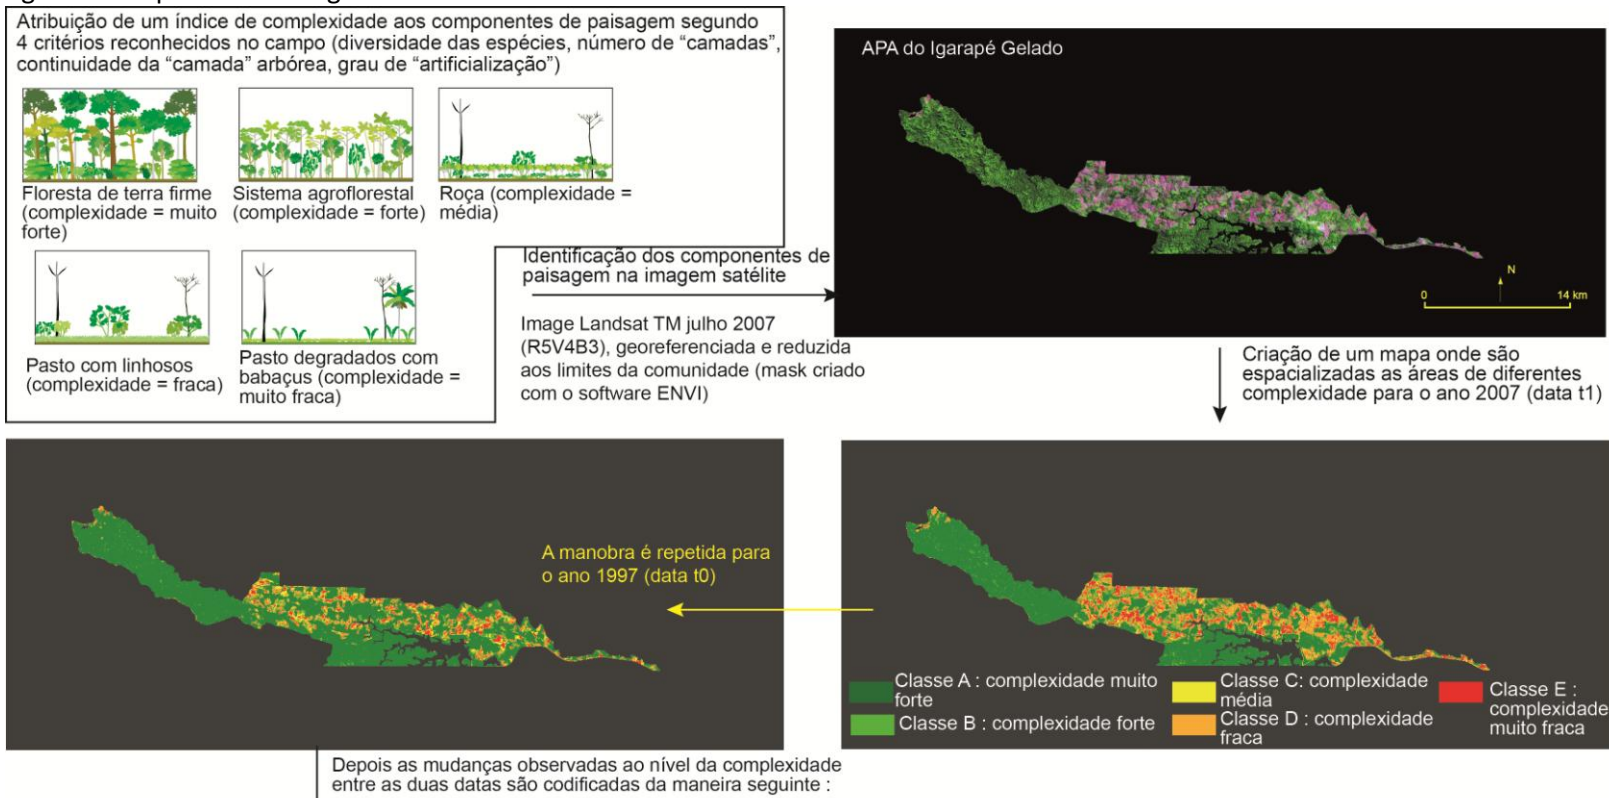 Atribuição de um índice de complexidade aos componentes de paisagem segundo
4 critérios reconhecidos no campo (diversidade das espécies, número de “camadas”,
continuidade da “camada” arbórea, grau de “artificialização”)
Floresta de terra firme
(complexidade = muito
forte)
Sistema agroflorestal
(complexidade = forte)
Roça (complexidade =
média)
Pasto com linhosos
(complexidade = fraca)
Pasto degradados com
babaçus (complexidade =
muito fraca)
Identificação dos componentes de
paisagem na imagem satélite
Image Landsat TM julho 2007
(R5V4B3), georeferenciada e reduzida
aos limites da comunidade (mask criado
com o software ENVI)
APA do Igarapé Gelado
N
0 14 km
Criação de um mapa onde são
espacializadas as áreas de diferentes
complexidade para o ano 2007 (data t1)
A manobra é repetida para
o ano 1997 (data t0)
Classe A : complexidade muito
forte
Classe B : complexidade forte
Classe C: complexidade
média
Classe D : complexidade
fraca
Classe E :
complexidade
muito fraca
Depois as mudanças observadas ao nível da complexidade
entre as duas datas são codificadas da maneira seguinte :